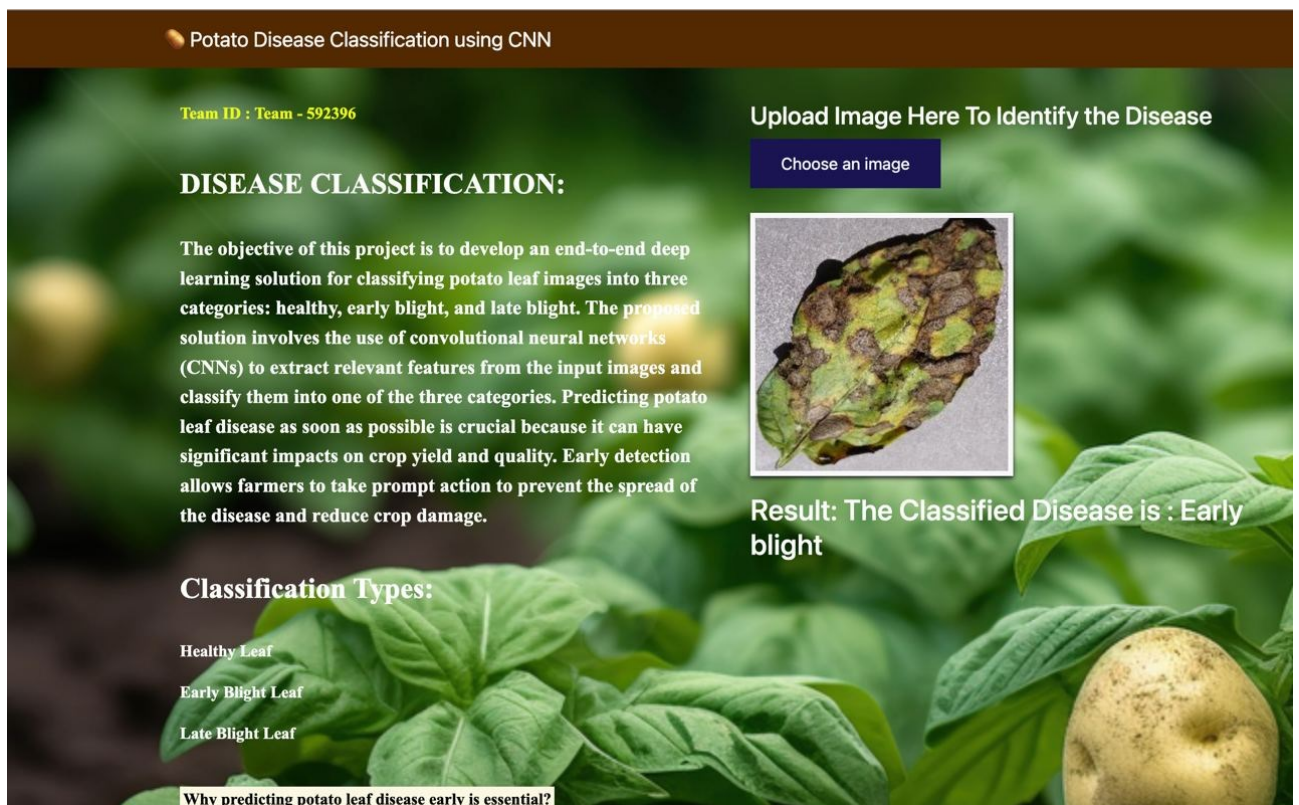 Potato Disease Classification using CNN
Team ID : Team - 592396
DISEASE CLASSIFICATION:
The objective of this project is to develop an end-to-end deep
learning solution for classifying potato leaf images into three
categories: healthy, early blight, and late blight. The proposed
solution involves the use of convolutional neural networks
(CNNs) to extract relevant features from the input images and
classify them into one of the three categories. Predicting potato
leaf disease as soon as possible is crucial because it can have
significant impacts on crop yield and quality. Early detection
allows farmers to take prompt action to prevent the spread of
the disease and reduce crop damage.
Classification Types:
Healthy Leaf
Early Blight Leaf
Late Blight Leaf
Why predicting potato leaf disease early is essential?
Upload Image Here To Identify the Disease
Choose an image
Result: The Classified Disease is : Early
blight